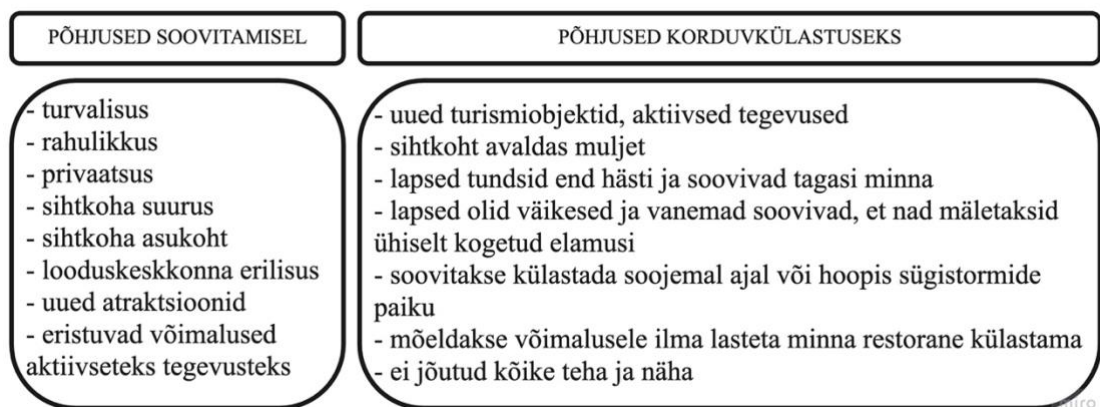 PÕHJUSED SOOVITAMISEL
- turvalisus
- rahulikkus
- privaatsus
- sihtkoha suurus
- sihtkoha asukoht
- looduskeskkonna erilisus
- uued atraktsioonid
- eristuvad võimalused
aktiivseteks tegevusteks
PÕHJUSED KORDUVKÜLASTUSEKS
- uued turismiobjektid, aktiivsed tegevused
- sihtkoht avaldas muljet
- lapsed tundsid end hästi ja soovivad tagasi minna
- lapsed olid väikesed ja vanemad soovivad, et nad mäletaksid
ühiselt kogetud elamusi
- soovitakse külastada soojemal ajal või hoopis sügistormide
paiku
- mõeldakse võimalusele ilma lasteta minna restorane külastama
- ei jõutud kõike teha ja näha